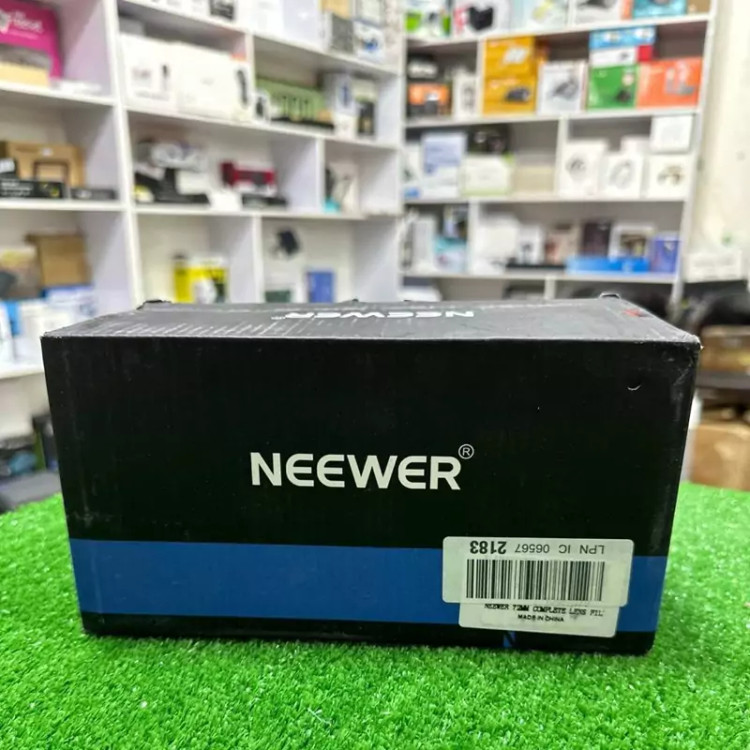 NEEWER®
NEEWER®
LPN IC 06567 2183
NEEWER 72MM COMPLETE LENS FIL
MADE IN CHINA